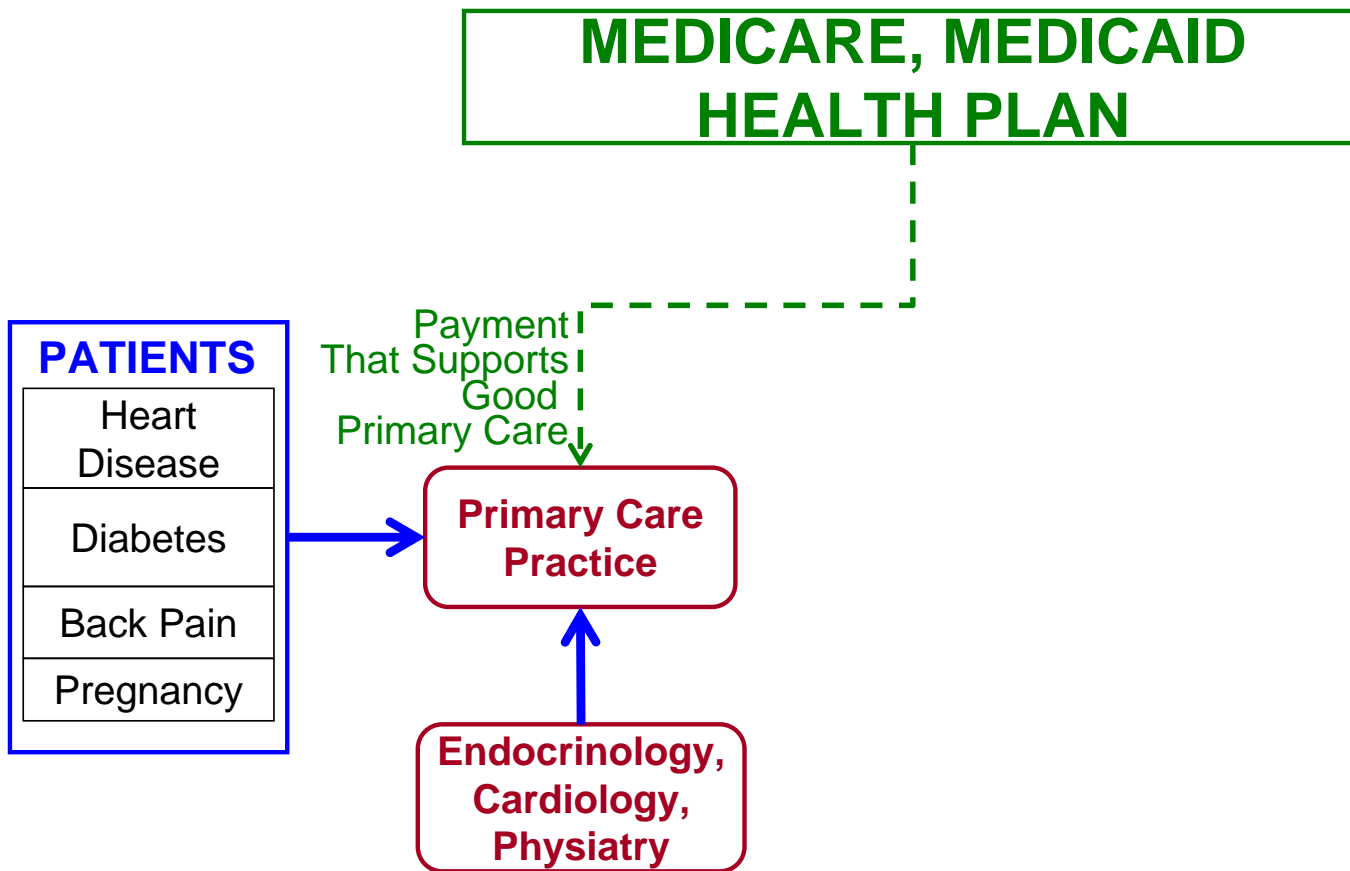 MEDICARE, MEDICAID
HEALTH PLAN
Payment
That Supports
Good
Primary Care
PATIENTS
Heart
Disease
Diabetes
Back Pain
Pregnancy
Primary Care
Practice
Endocrinology,
Cardiology,
Physiatry